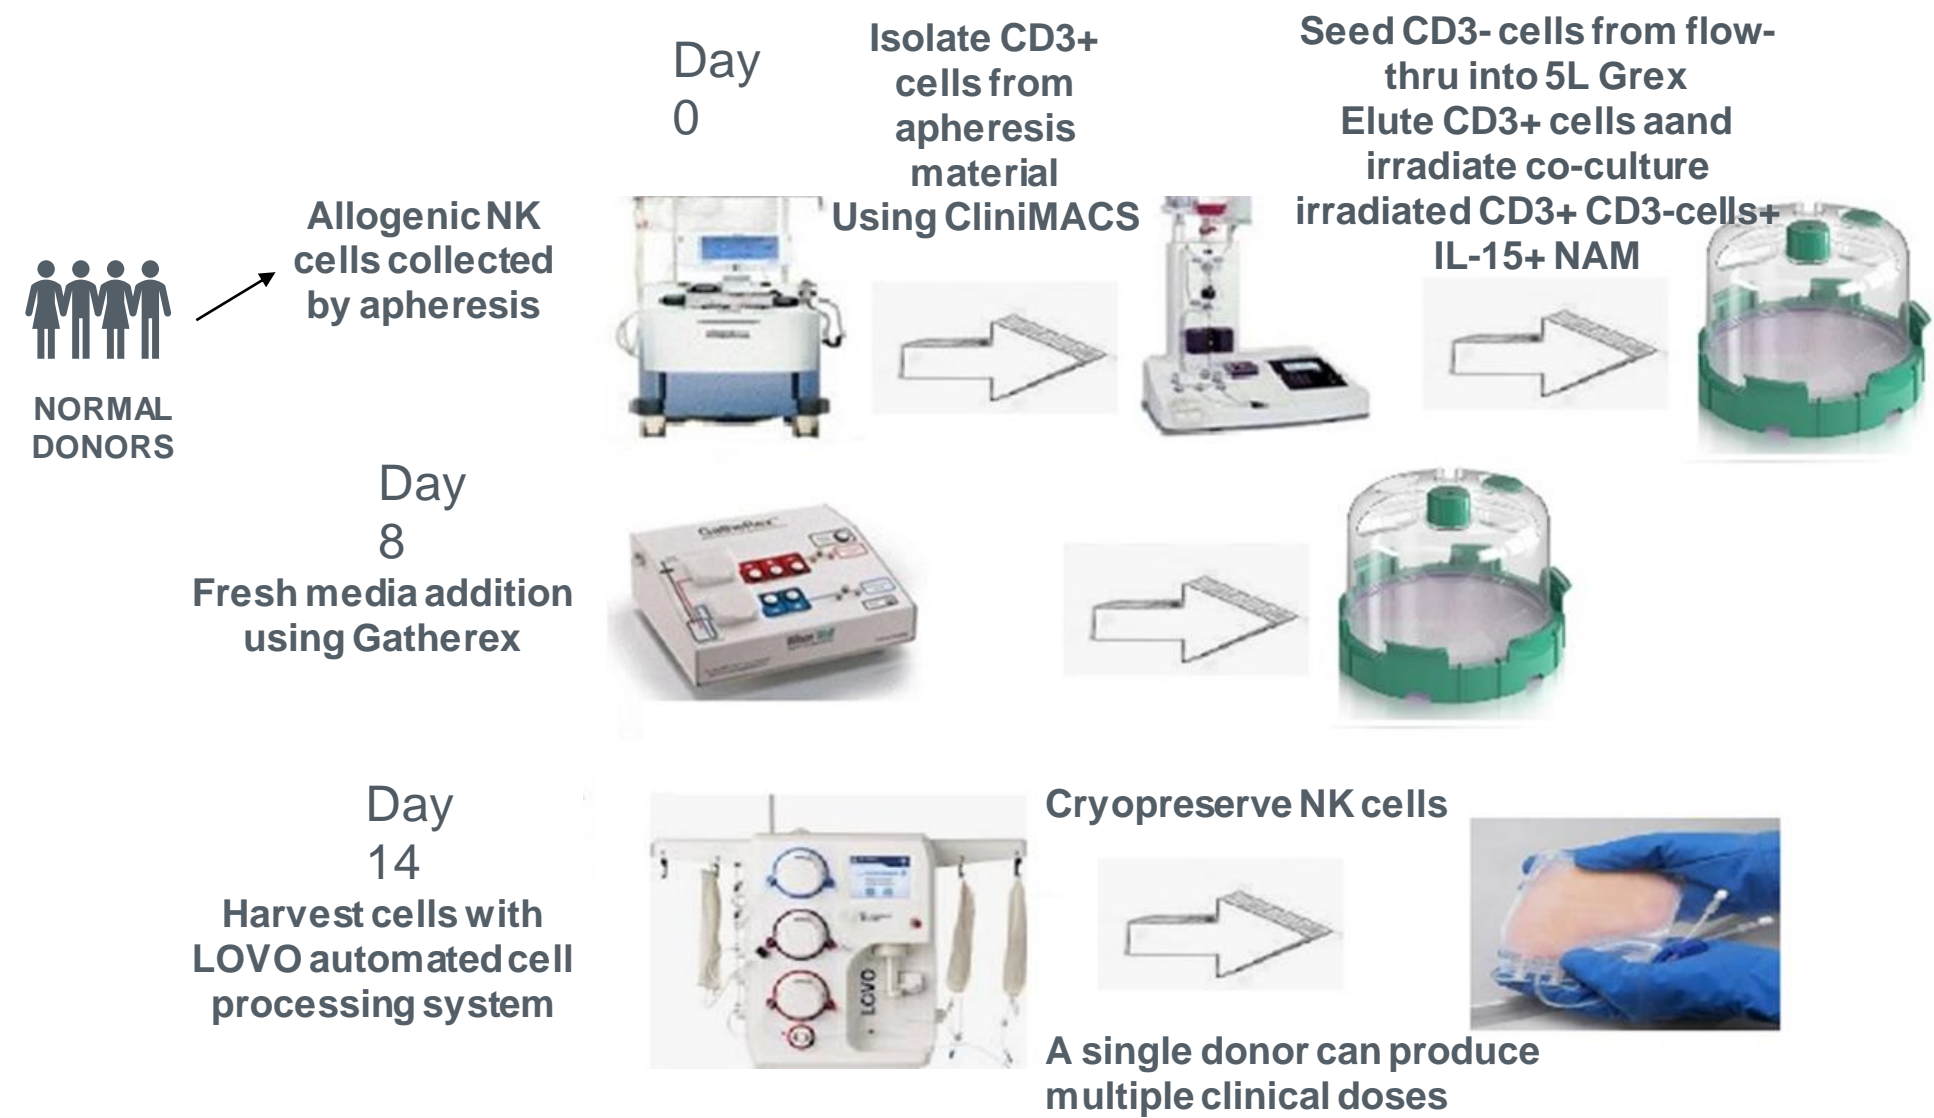 Day
0
Isolate CD3+
cells from
apheresis
material
Using CliniMACS
Seed CD3- cells from flow-
thru into 5L Grex
Elute CD3+ cells aand
irradiate co-culture
irradiated CD3+ CD3-cells+
IL-15+ NAM
Allogenic NK
cells collected
by apheresis
NORMAL
DONORS
Day
8
Fresh media addition
using Gatherex
GatheRex
Day
14
Harvest cells with
LOVO automated cell
processing system
LOVO
Cryopreserve NK cells
A single donor can produce
multiple clinical doses